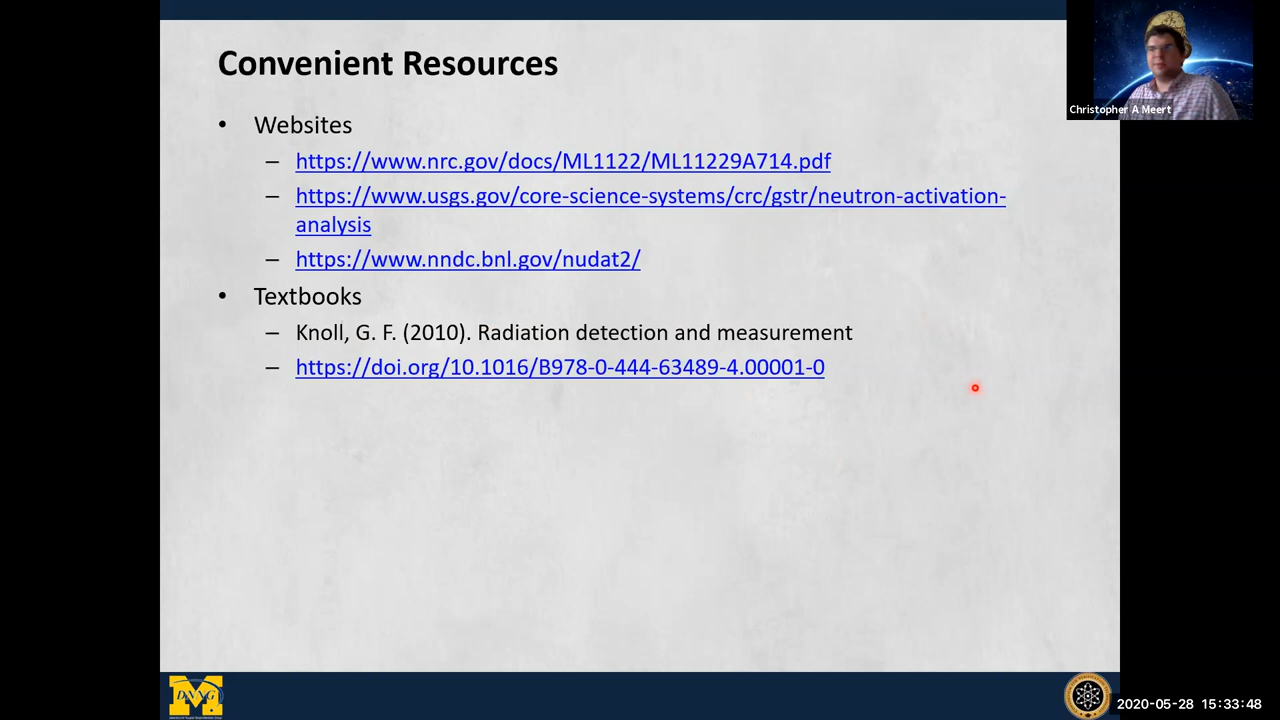 Convenient Resources
Christopher A Meert
• Websites
– https://www.nrc.gov/docs/ML1122/ML11229A714.pdf
– https://www.usgs.gov/core-science-systems/crc/gstr/neutron-activation-
analysis
– https://www.nndc.bnl.gov/nudat2/
• Textbooks
– Knoll, G. F. (2010). Radiation detection and measurement
– https://doi.org/10.1016/B978-0-444-63489-4.00001-0
M
DNNG
2020-05-28 15:33:48